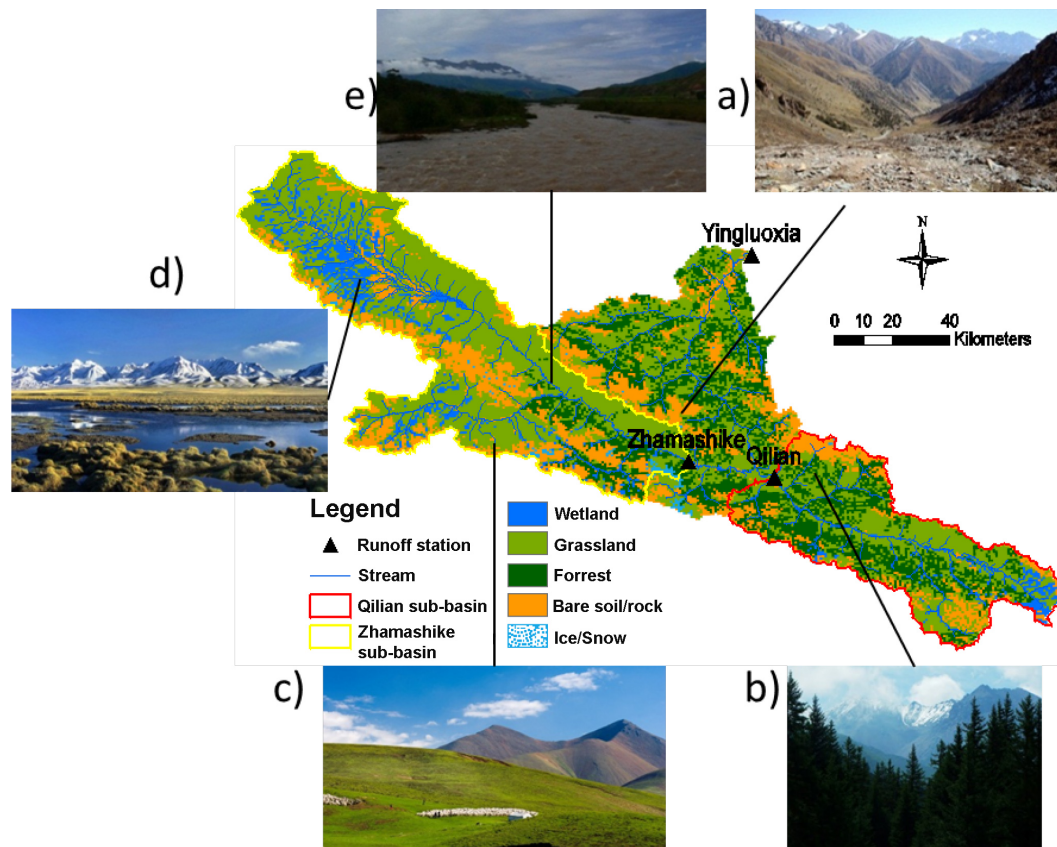 e)
a)
N
Yingluoxia
d)
0 10 20 40
Kilometers
Zhamashike
Qilian
Legend
Runoff station
Stream
Qilian sub-basin
Zhamashike
sub-basin
Wetland
Grassland
Forrest
Bare soil/rock
Ice/Snow
c)
b)